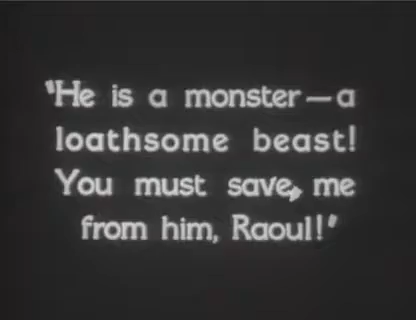 "He is a monster—a
loathsome beast!
You must save me
from him, Raoul!"